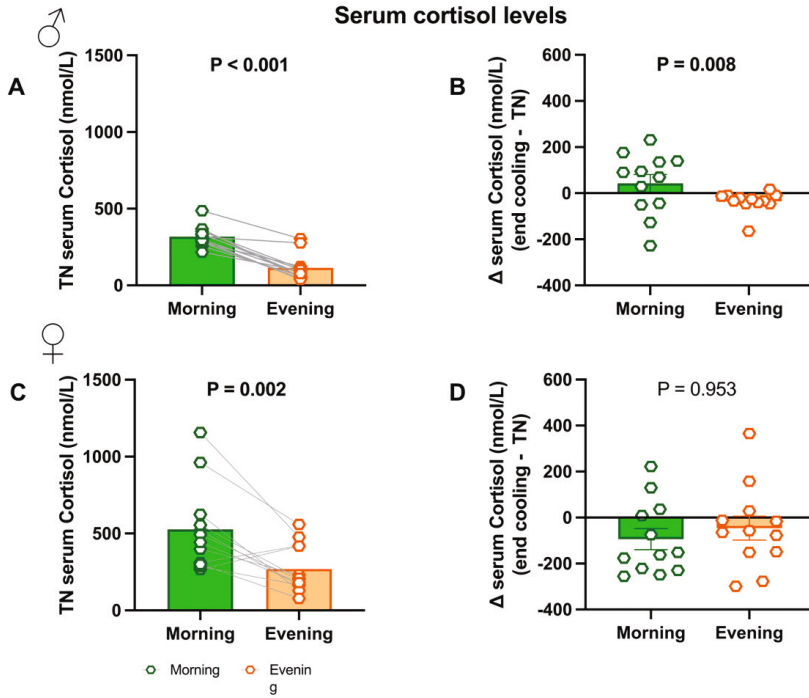 ♂
Serum cortisol levels
A
P < 0.001
TN serum Cortisol (nmol/L)
1500
1000
500
0
Morning
Evening
B
P = 0.008
Δ serum Cortisol (nmol/L)
(end cooling - TN)
600
400
200
0
-200
-400
Morning
Evening
♀
C
P = 0.002
TN serum Cortisol (nmol/L)
1500
1000
500
0
Morning
Evening
D
P = 0.953
Δ serum Cortisol (nmol/L)
(end cooling - TN)
600
400
200
0
-200
-400
Morning
Evening
Morning
Evenin
g